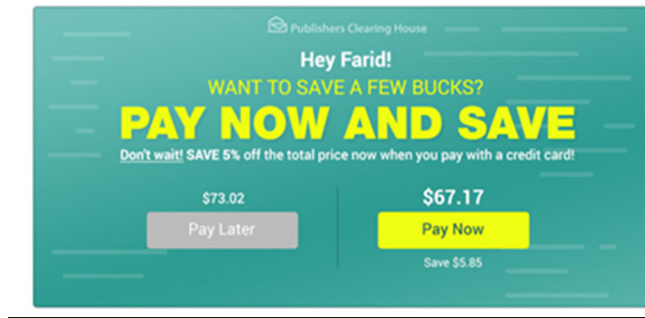 Publishers Clearing House
Hey Farid!
WANT TO SAVE A FEW BUCKS?
PAY NOW AND SAVE
Don't wait! SAVE 5% off the total price now when you pay with a credit card!
$73.02
Pay Later
$67.17
Pay Now
Save $5.85